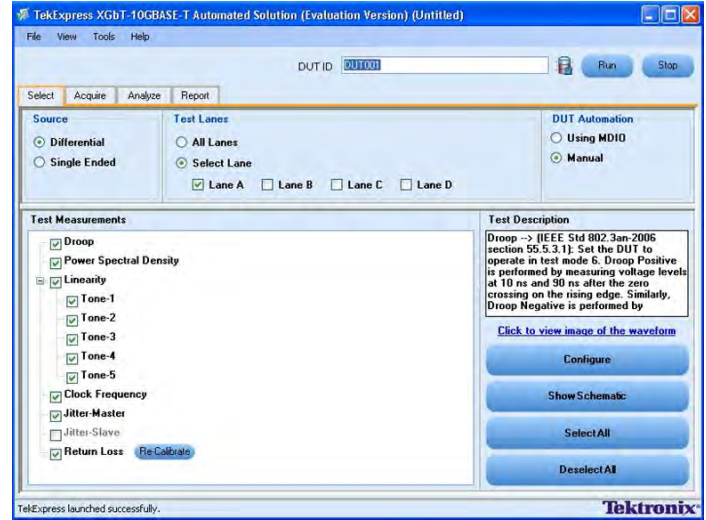 TekExpress XGbT-10GBASE-T Automated Solution (Evaluation Version) (Untitled)
File View Tools Help
DUT ID DUT001 Run Stop
Select Acquire Analyze Report
Source Test Lanes DUT Automation
Differential All Lanes Using MDIO
Single Ended Select Lane Manual
Lane A Lane B Lane C Lane D
Test Measurements Test Description
Droop
Power Spectral Density
Linearity
Tone-1
Tone-2
Tone-3
Tone-4
Tone-5
Clock Frequency
Jitter-Master
Jitter-Slave
Return Loss Re-Calibrate
Droop --> (IEEE Std 802.3an-2006
section 55.5.3.1): Set the DUT to
operate in test mode 6. Droop Positive
is performed by measuring voltage levels
at 10 ns and 90 ns after the zero
crossing on the rising edge. Similarly,
Droop Negative is performed by
Click to view image of the waveform
Configure
Show Schematic
Select All
Deselect All
TekExpress launched successfully. Tektronix